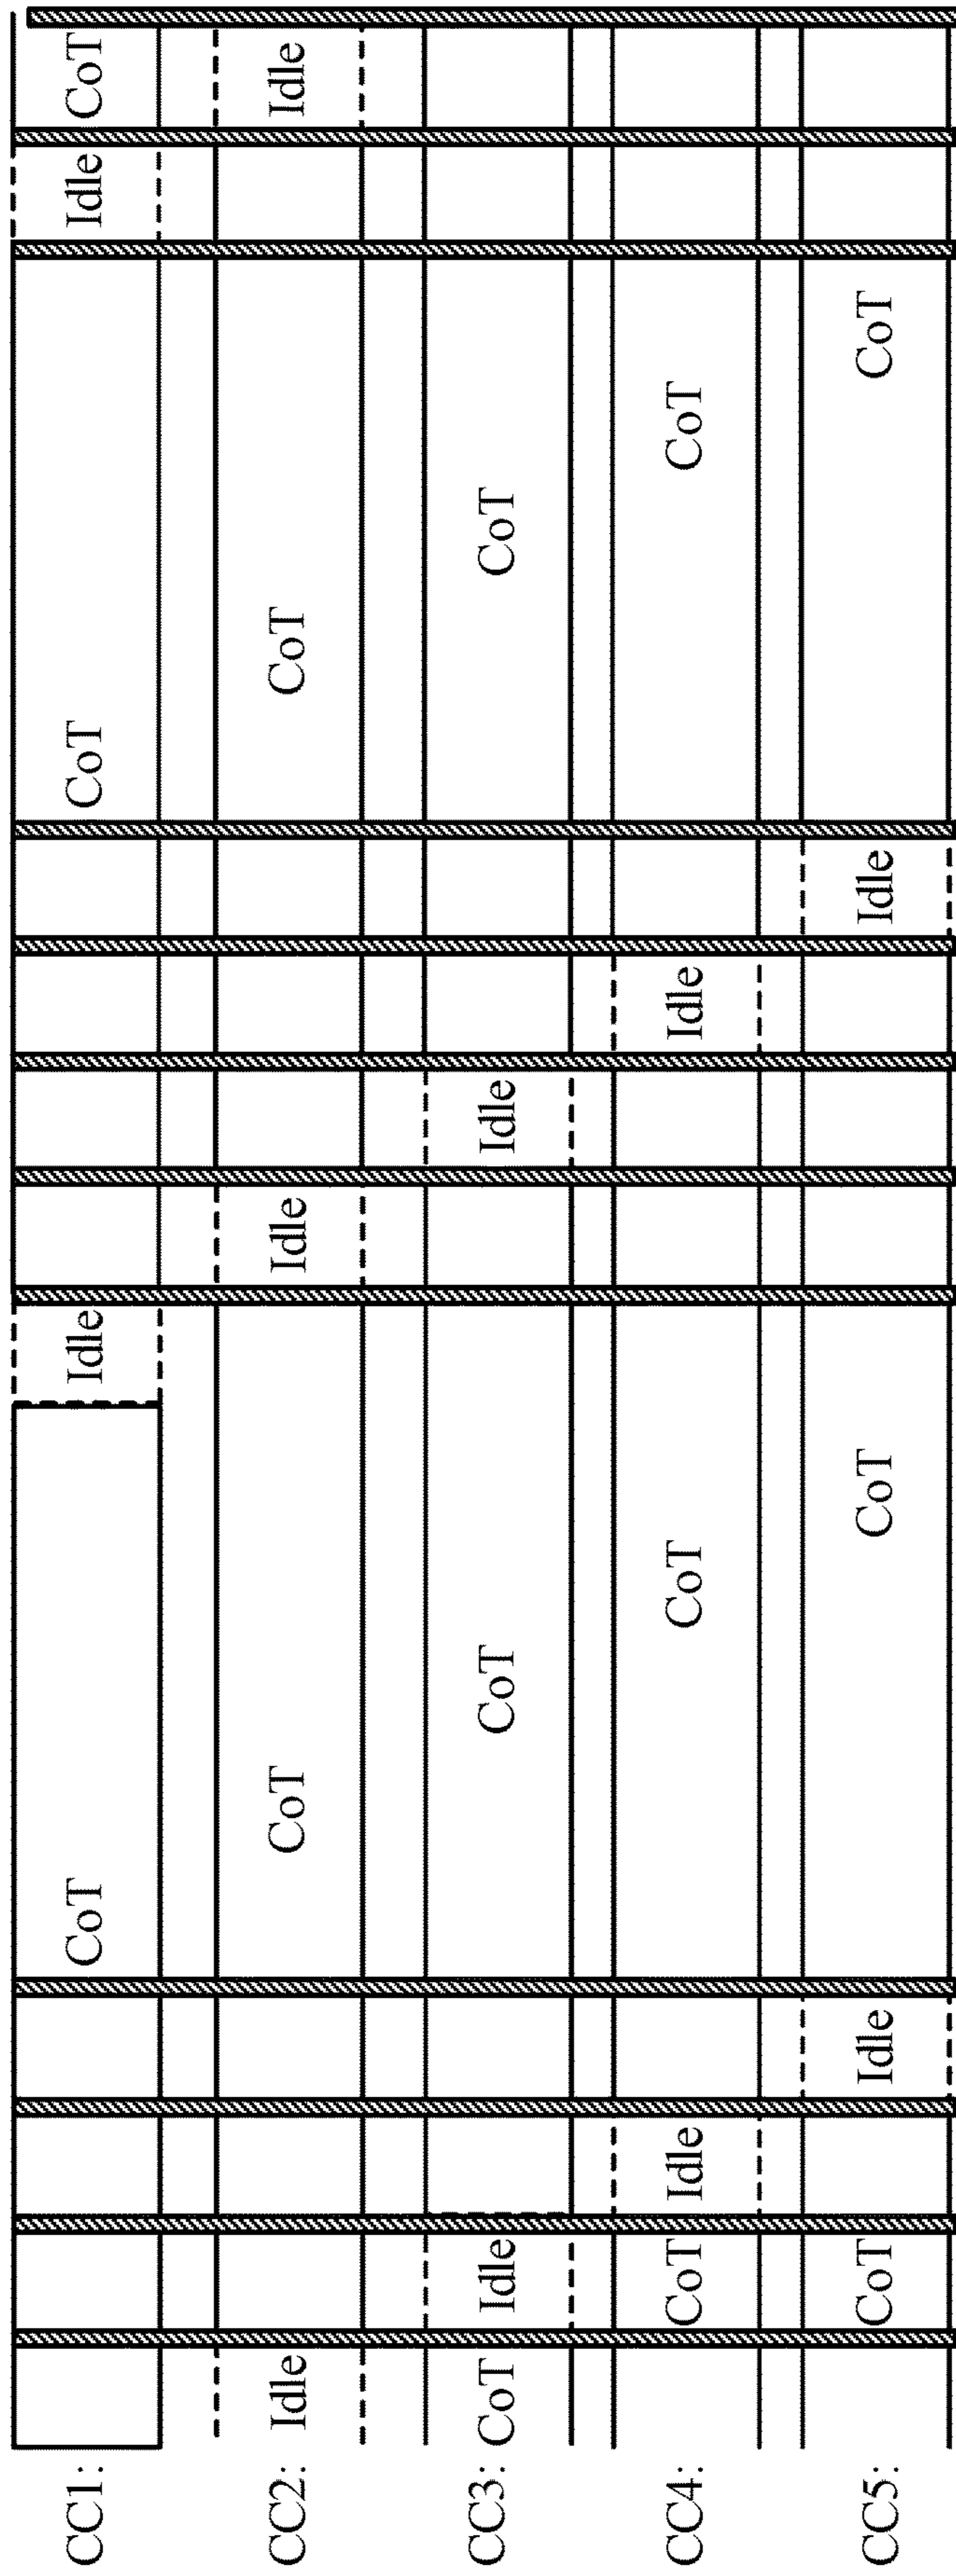 CC1: CoT Idle CoT Idle CoT
CC2: Idle CoT Idle CoT Idle
CC3: CoT Idle CoT Idle CoT
CC4: CoT Idle CoT Idle CoT
CC5: CoT Idle CoT Idle CoT